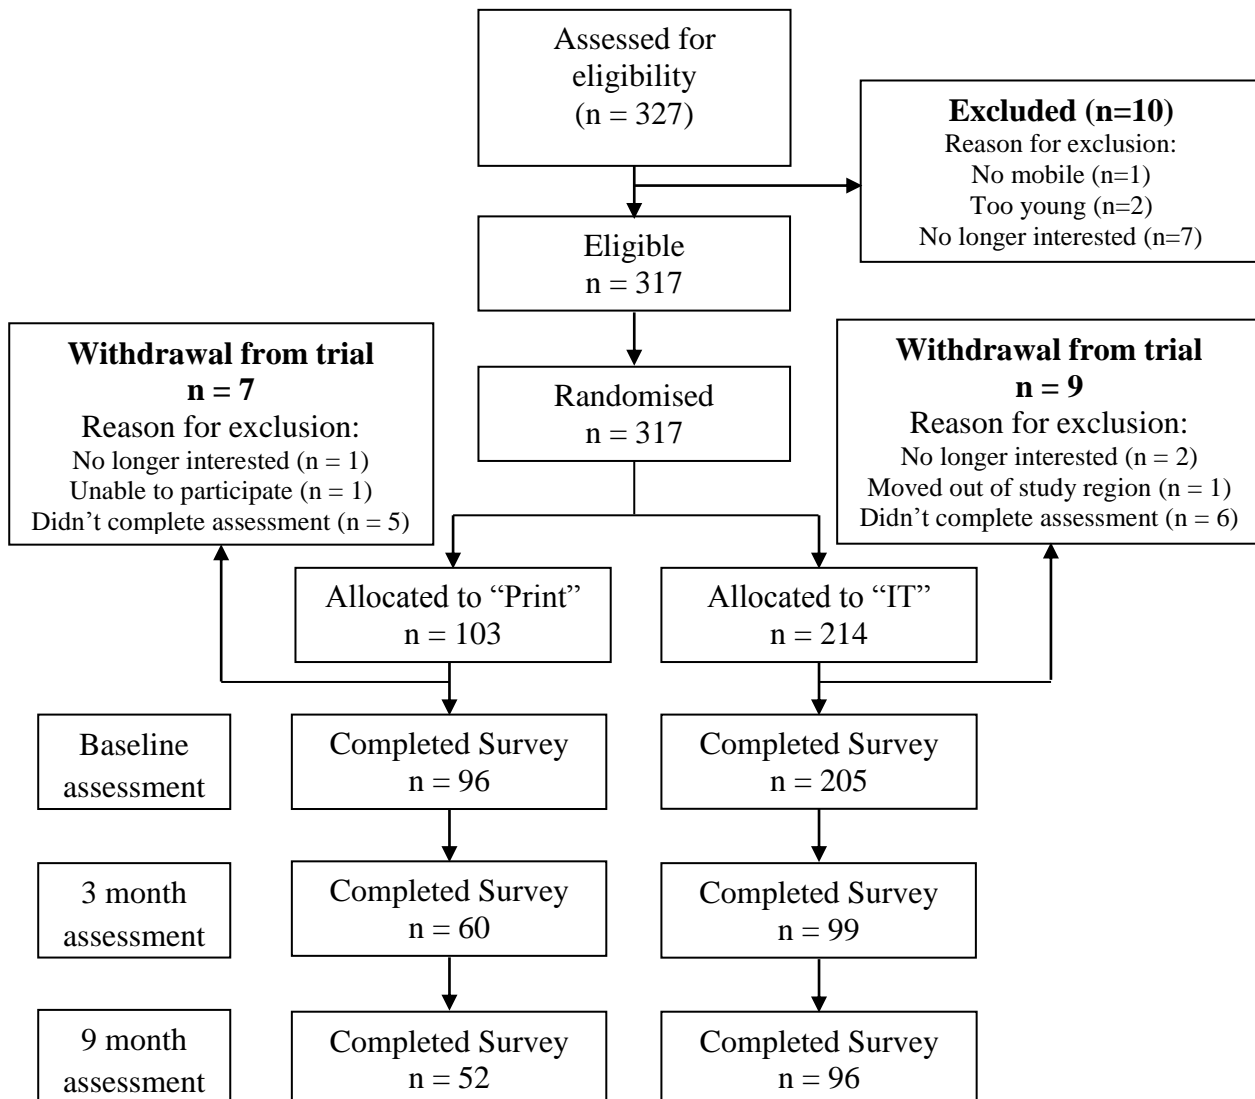 Assessed for
eligibility
(n = 327)
Excluded (n=10)
Reason for exclusion:
No mobile (n=1)
Too young (n=2)
No longer interested (n=7)
Eligible
n = 317
Withdrawal from trial
n = 7
Reason for exclusion:
No longer interested (n = 1)
Unable to participate (n = 1)
Didn’t complete assessment (n = 5)
Randomised
n = 317
Withdrawal from trial
n = 9
Reason for exclusion:
No longer interested (n = 2)
Moved out of study region (n = 1)
Didn’t complete assessment (n = 6)
Allocated to “Print”
n = 103
Allocated to “IT”
n = 214
Baseline
assessment
Completed Survey
n = 96
Completed Survey
n = 205
3 month
assessment
Completed Survey
n = 60
Completed Survey
n = 99
9 month
assessment
Completed Survey
n = 52
Completed Survey
n = 96